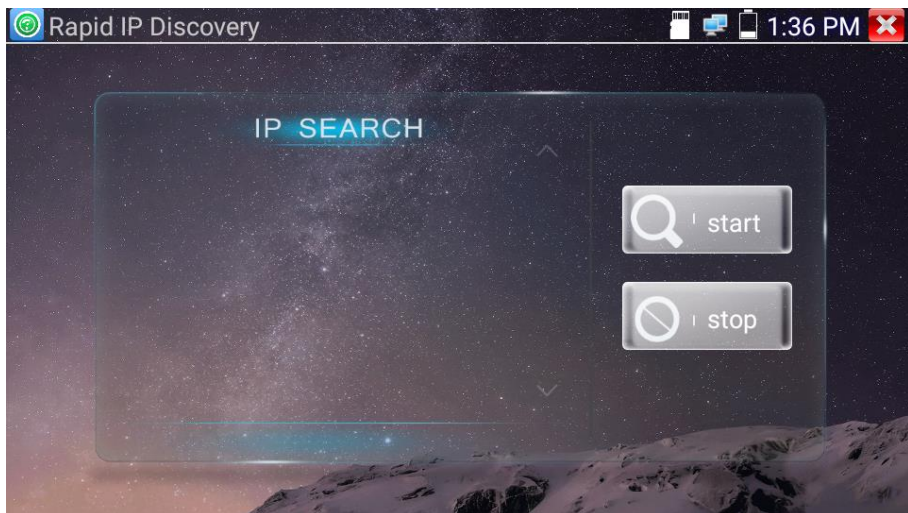 Rapid IP Discovery
1:36 PM
IP SEARCH
start
stop